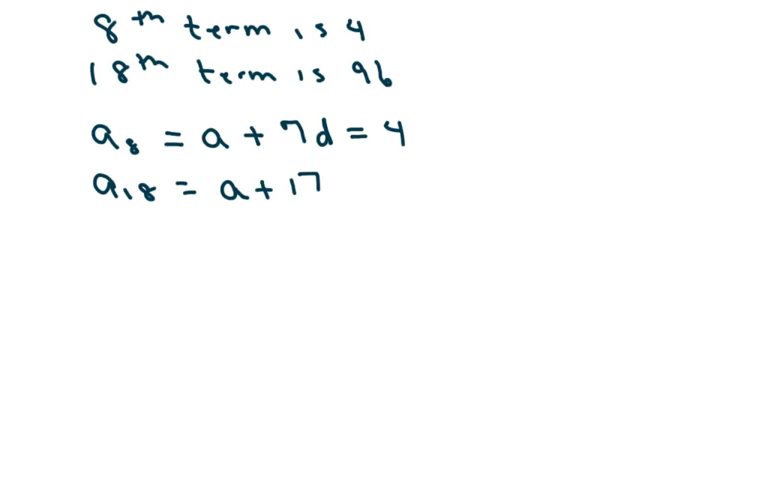 8th term is 4
18th term is 96
a₈ = a + 7d = 4
a₁₈ = a + 17